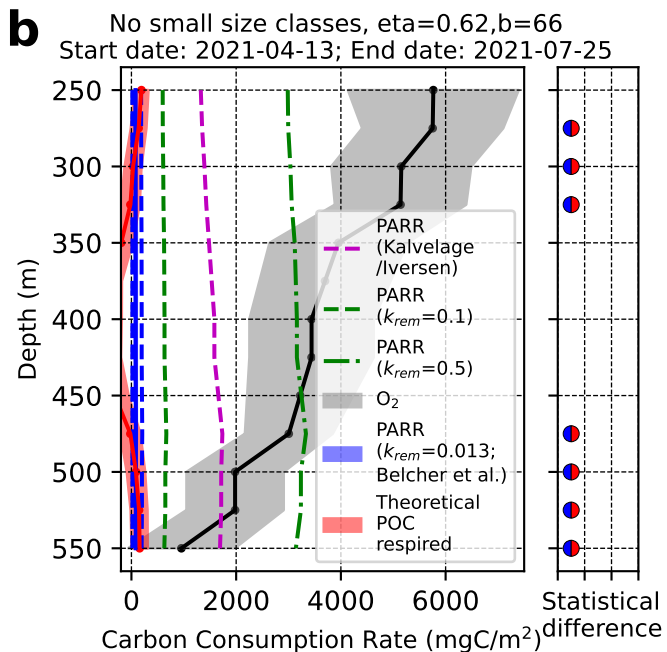 b
No small size classes, eta=0.62,b=66
Start date: 2021-04-13; End date: 2021-07-25
250
300
350
400
450
500
550
Depth (m)
PARR
(Kalvelage
/Iversen)
PARR
(k_rem=0.1)
PARR
(k_rem=0.5)
O₂
PARR
(k_rem=0.013;
Belcher et al.)
Theoretical
POC
respired
0 2000 4000 6000
Carbon Consumption Rate (mgC/m²)
Statistical
difference